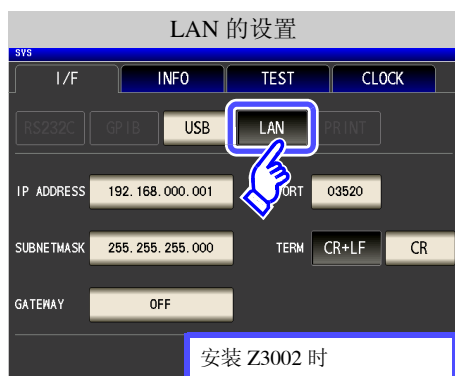 LAN 的设置
SYS
I/F INFO TEST CLOCK
RS232C GPIB USB LAN PRINT
IP ADDRESS 192.168.000.001 PORT 03520
SUBNETMASK 255.255.255.000 TERM CR+LF CR
GATEWAY OFF
安装 Z3002 时